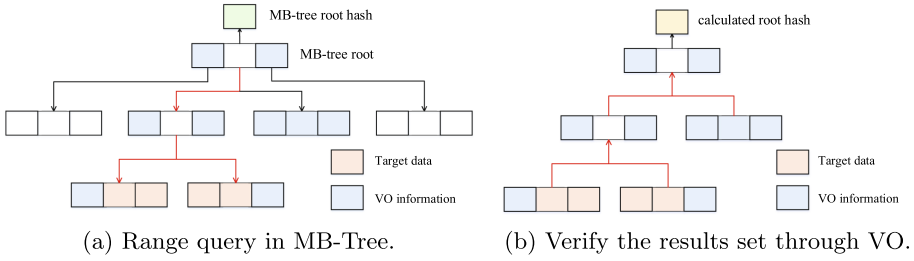 MB-tree root hash
MB-tree root
Target data
VO information
(a) Range query in MB-Tree.
calculated root hash
Target data
VO information
(b) Verify the results set through VO.